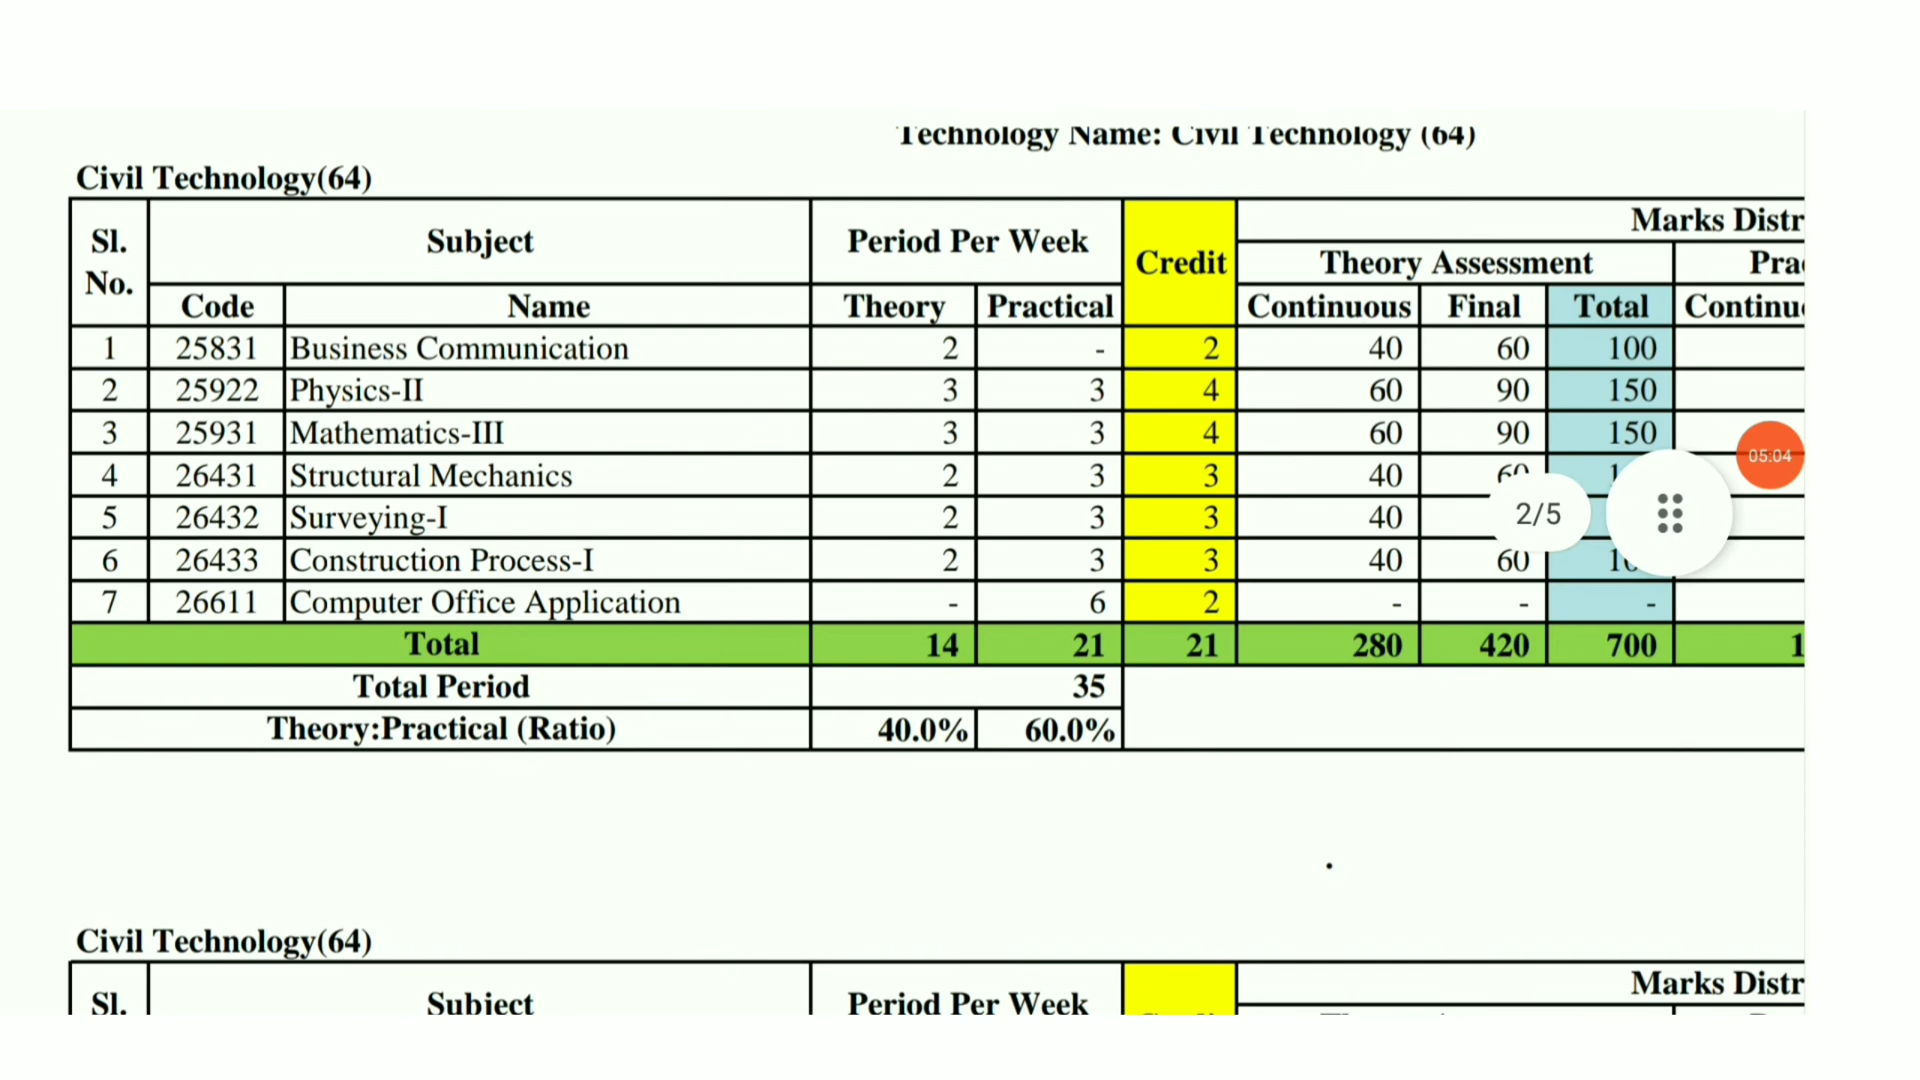 Technology Name: Civil Technology (64)
Civil Technology(64)
Sl. No. Subject Period Per Week Credit Marks Distr
Theory Assessment Pra
Code Name Theory Practical Continuous Final Total Continu
1 25831 Business Communication 2 - 2 40 60 100
2 25922 Physics-II 3 3 4 60 90 150
3 25931 Mathematics-III 3 3 4 60 90 150
05:04
4 26431 Structural Mechanics 2 3 3 40
5 26432 Surveying-I 2 3 3 40
2/5
6 26433 Construction Process-I 2 3 3 40 60
7 26611 Computer Office Application - 6 2 - - -
Total 14 21 21 280 420 700 1
Total Period 35
Theory:Practical (Ratio) 40.0% 60.0%
Civil Technology(64)
Sl. Subject Period Per Week Marks Distr